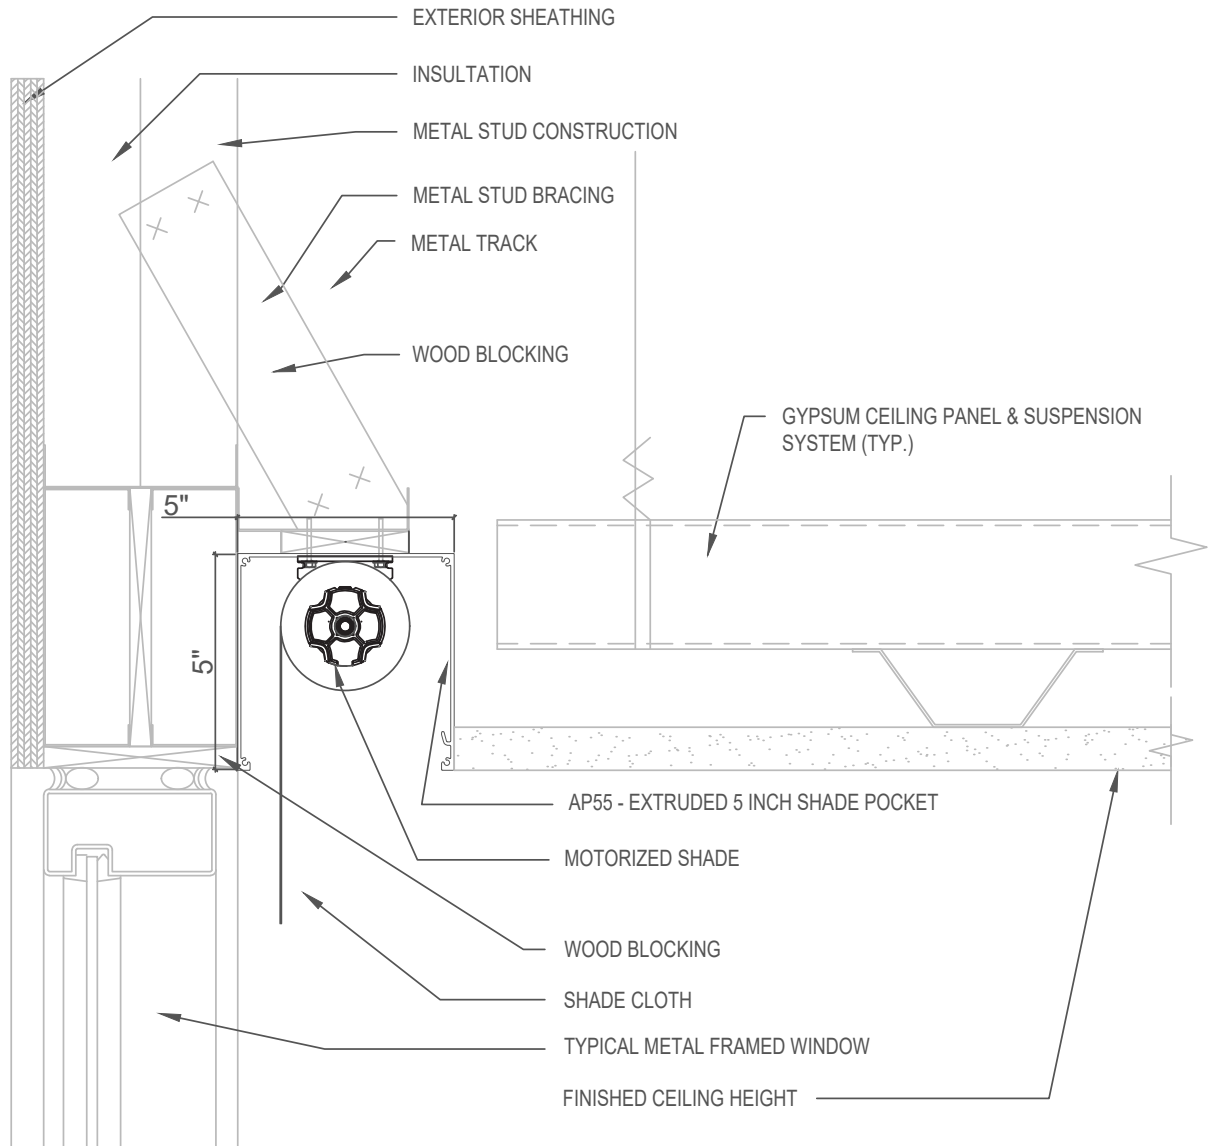 EXTERIOR SHEATHING
INSULTATION
METAL STUD CONSTRUCTION
METAL STUD BRACING
METAL TRACK
WOOD BLOCKING
GYPSUM CEILING PANEL & SUSPENSION
SYSTEM (TYP.)
5"
5"
AP55 - EXTRUDED 5 INCH SHADE POCKET
MOTORIZED SHADE
WOOD BLOCKING
SHADE CLOTH
TYPICAL METAL FRAMED WINDOW
FINISHED CEILING HEIGHT